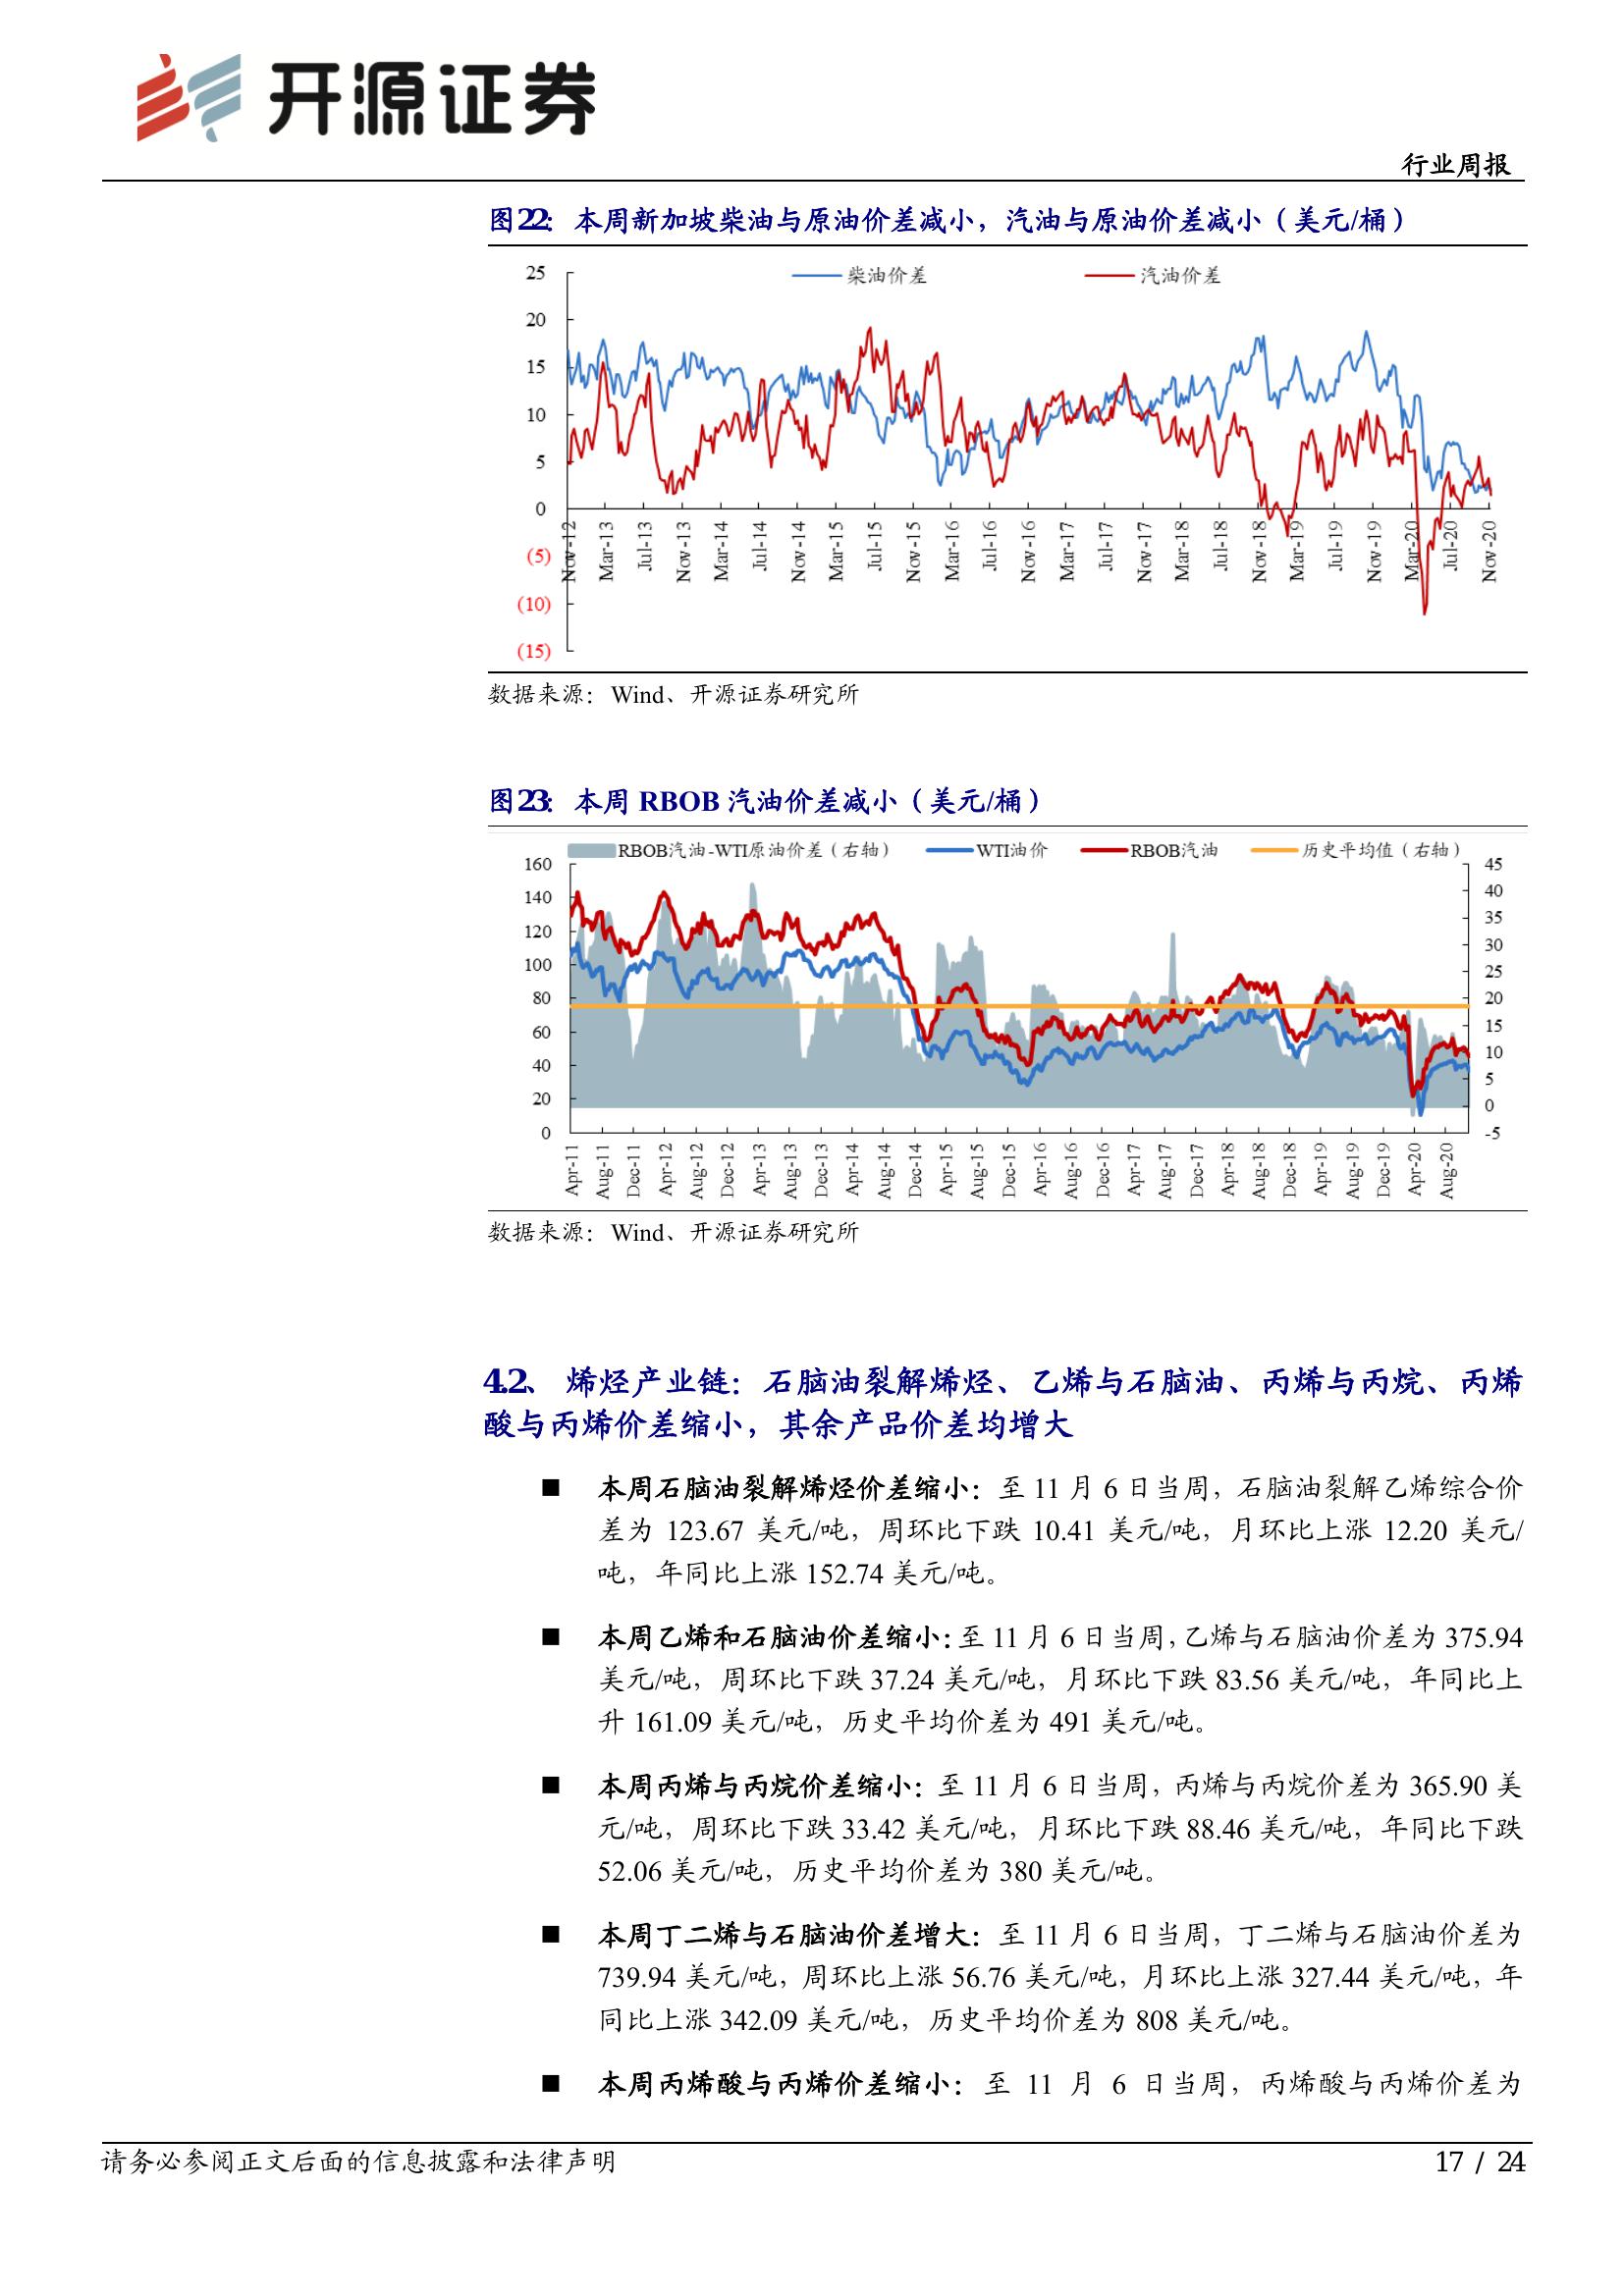 开源证券
行业周报
图22：本周新加坡柴油与原油价差减小，汽油与原油价差减小（美元/桶）
柴油价差 汽油价差
25
20
15
10
5
0
(5)
(10)
(15)
Nov-12 Mar-13 Jul-13 Nov-13 Mar-14 Jul-14 Nov-14 Mar-15 Jul-15 Nov-15 Mar-16 Jul-16 Nov-16 Mar-17 Jul-17 Nov-17 Mar-18 Jul-18 Nov-18 Mar-19 Jul-19 Nov-19 Mar-20 Jul-20 Nov-20
数据来源：Wind、开源证券研究所
图23：本周 RBOB 汽油价差减小（美元/桶）
RBOB汽油-WTI原油价差（右轴） WTI油价 RBOB汽油 历史平均值（右轴）
160 45
140 40
120 35
100 30
80 25
60 20
40 15
20 10
0 5
0
-5
Apr-11 Aug-11 Dec-11 Apr-12 Aug-12 Dec-12 Apr-13 Aug-13 Dec-13 Apr-14 Aug-14 Dec-14 Apr-15 Aug-15 Dec-15 Apr-16 Aug-16 Dec-16 Apr-17 Aug-17 Dec-17 Apr-18 Aug-18 Dec-18 Apr-19 Aug-19 Dec-19 Apr-20 Aug-20
数据来源：Wind、开源证券研究所
4.2、 烯烃产业链：石脑油裂解烯烃、乙烯与石脑油、丙烯与丙烷、丙烯
酸与丙烯价差缩小，其余产品价差均增大
■ 本周石脑油裂解烯烃价差缩小：至 11 月 6 日当周，石脑油裂解乙烯综合价
差为 123.67 美元/吨，周环比下跌 10.41 美元/吨，月环比上涨 12.20 美元/
吨，年同比上涨 152.74 美元/吨。
■ 本周乙烯和石脑油价差缩小：至 11 月 6 日当周，乙烯与石脑油价差为 375.94
美元/吨，周环比下跌 37.24 美元/吨，月环比下跌 83.56 美元/吨，年同比上
升 161.09 美元/吨，历史平均价差为 491 美元/吨。
■ 本周丙烯与丙烷价差缩小：至 11 月 6 日当周，丙烯与丙烷价差为 365.90 美
元/吨，周环比下跌 33.42 美元/吨，月环比下跌 88.46 美元/吨，年同比下跌
52.06 美元/吨，历史平均价差为 380 美元/吨。
■ 本周丁二烯与石脑油价差增大：至 11 月 6 日当周，丁二烯与石脑油价差为
739.94 美元/吨，周环比上涨 56.76 美元/吨，月环比上涨 327.44 美元/吨，年
同比上涨 342.09 美元/吨，历史平均价差为 808 美元/吨。
■ 本周丙烯酸与丙烯价差缩小：至 11 月 6 日当周，丙烯酸与丙烯价差为
请务必参阅正文后面的信息披露和法律声明 17 / 24